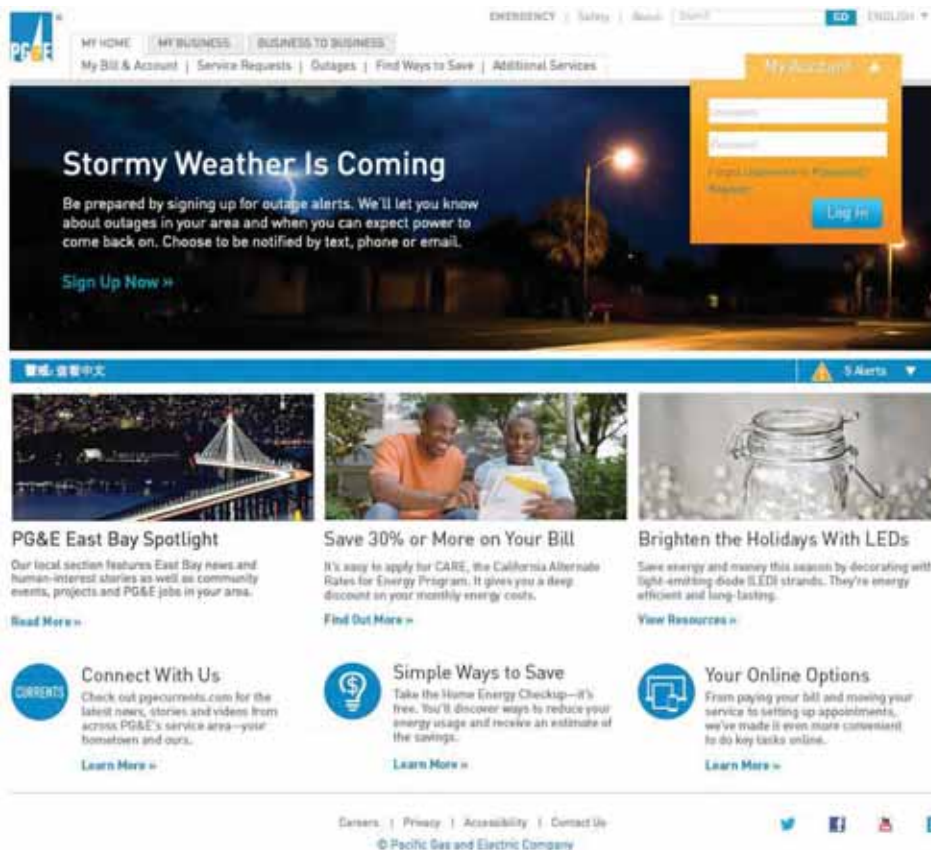 EMERGENCY | Safety | About Search GO ENGLISH
PG&E
MY HOME MY BUSINESS BUSINESS TO BUSINESS
My Bill & Account | Service Requests | Outages | Find Ways to Save | Additional Services
My Account
Username
Password
Forgot Username or Password?
Register
Log In
Stormy Weather Is Coming
Be prepared by signing up for outage alerts. We'll let you know
about outages in your area and when you can expect power to
come back on. Choose to be notified by text, phone or email.
Sign Up Now »
查看中文
5 Alerts
PG&E East Bay Spotlight
Our local section features East Bay news and
human-interest stories as well as community
events, projects and PG&E jobs in your area.
Read More »
Save 30% or More on Your Bill
It's easy to apply for CARE, the California Alternate
Rates for Energy Program. It gives you a deep
discount on your monthly energy costs.
Find Out More »
Brighten the Holidays With LEDs
Save energy and money this season by decorating with
light-emitting diode (LED) strands. They're energy
efficient and long-lasting.
View Resources »
CURRENTS
Connect With Us
Check out pgecurrents.com for the
latest news, stories and videos from
across PG&E's service area—your
hometown and ours.
Learn More »
Simple Ways to Save
Take the Home Energy Checkup—it's
free. You'll discover ways to reduce your
energy usage and receive an estimate of
the savings.
Learn More »
Your Online Options
From paying your bill and moving your
service to setting up appointments,
we've made it even more convenient
to do key tasks online.
Learn More »
Careers | Privacy | Accessibility | Contact Us
© Pacific Gas and Electric Company